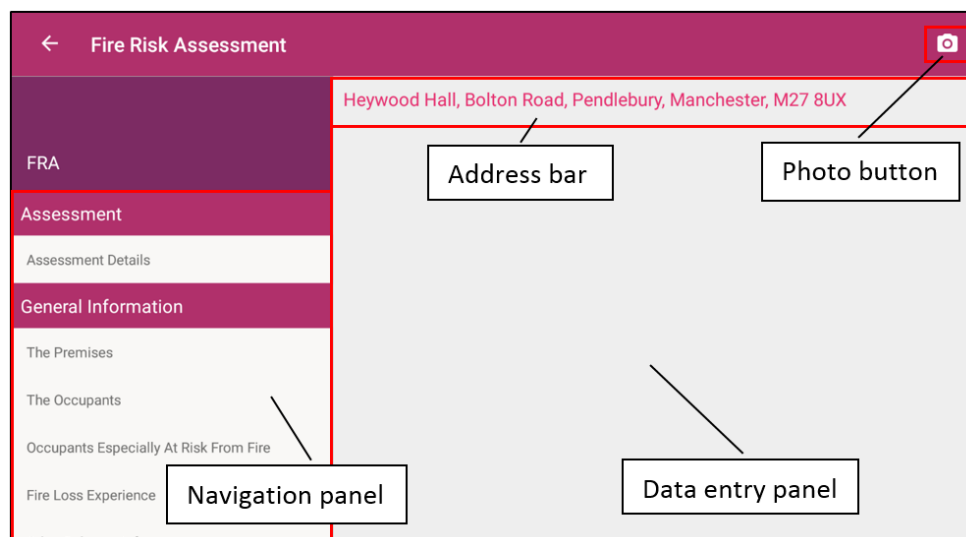 Fire Risk Assessment
Heywood Hall, Bolton Road, Pendlebury, Manchester, M27 8UX
FRA
Address bar
Photo button
Assessment
Assessment Details
General Information
The Premises
The Occupants
Occupants Especially At Risk From Fire
Fire Loss Experience
Navigation panel
Data entry panel